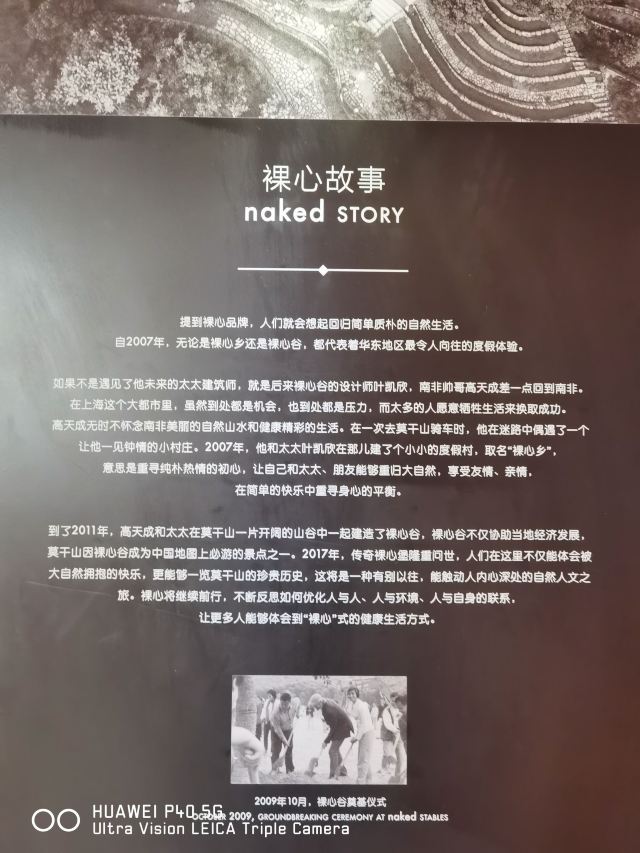 裸心故事
naked STORY
提到裸心品牌，人们就会想起回归简单质朴的自然生活。
自2007年，无论是裸心乡还是裸心谷，都代表着华东地区最令人向往的度假体验。
如果不是遇见了他未来的太太建筑师，就是后来裸心谷的设计师叶凯欣，南非帅哥高天成差一点回到南非。
在上海这个大都市里，虽然到处都是机会，也到处都是压力，而太多的人愿意牺牲生活来换取成功。
高天成无时不怀念南非美丽的自然山水和健康精彩的生活。在一次去莫干山骑车时，他在迷路中偶遇了一个
让他一见钟情的小村庄。2007年，他和太太叶凯欣在那儿建了个小小的度假村，取名“裸心乡”，
意思是重寻纯朴热情的初心，让自己和太太、朋友能够重归大自然，享受友情、亲情，
在简单的快乐中重寻身心的平衡。
到了2011年，高天成和太太在莫干山一片开阔的山谷中一起建造了裸心谷，裸心谷不仅协助当地经济发展，
莫干山因裸心谷成为中国地图上必游的景点之一。2017年，传奇裸心堡隆重问世，人们在这里不仅能体会被
大自然拥抱的快乐，更能够一览莫干山的珍贵历史，这将是一种有别以往，能触动人内心深处的自然人文之
旅。裸心将继续前行，不断反思如何优化人与人、人与环境、人与自身的联系，
让更多人能够体会到“裸心”式的健康生活方式。
2009年10月，裸心谷奠基仪式
OCTOBER 2009, GROUNDBREAKING CEREMONY AT naked STABLES
HUAWEI P40 5G
Ultra Vision LEICA Triple Camera